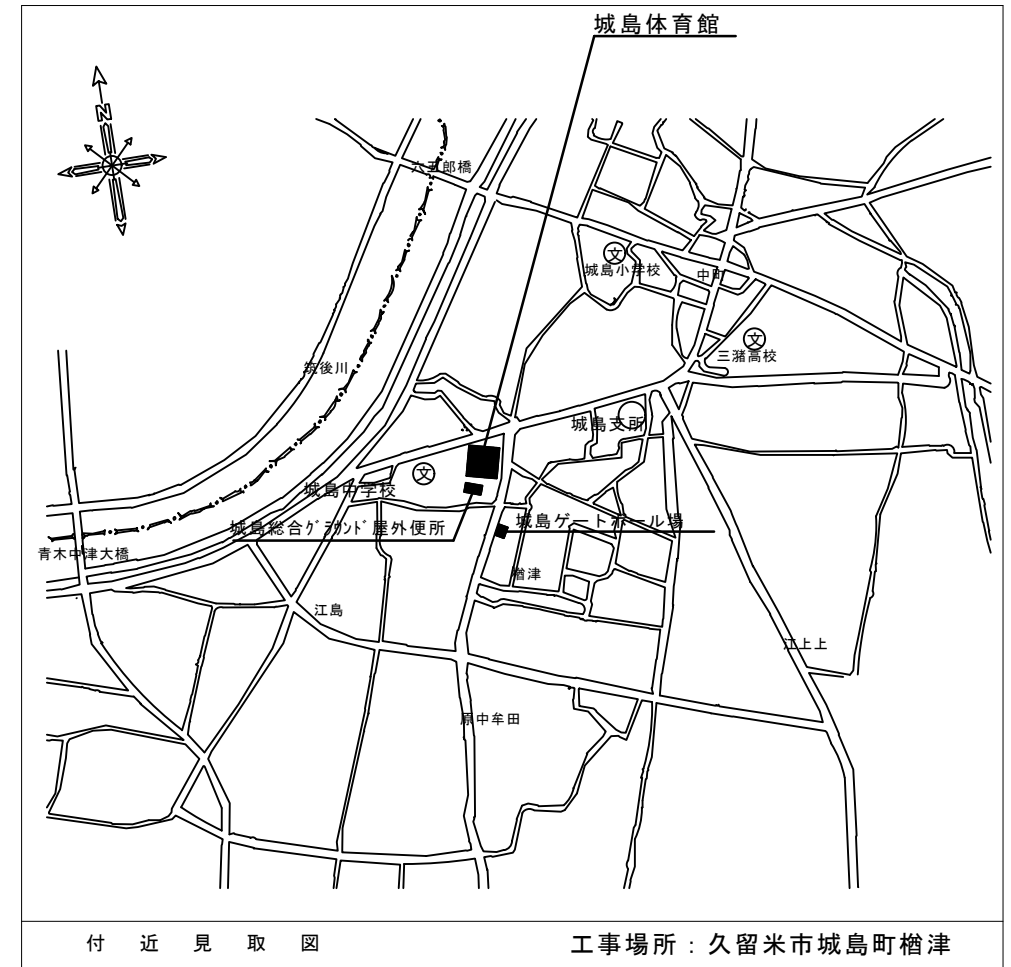 城島体育館
N
六五郎橋
文
城島小学校
中町
文
三潴高校
筑後川
城島支所
文
城島中学校
城島総合グラウンド屋外便所
城島ゲートボール場
青木中津大橋
楢津
江島
江上上
原中牟田
付近見取図
工事場所：久留米市城島町楢津